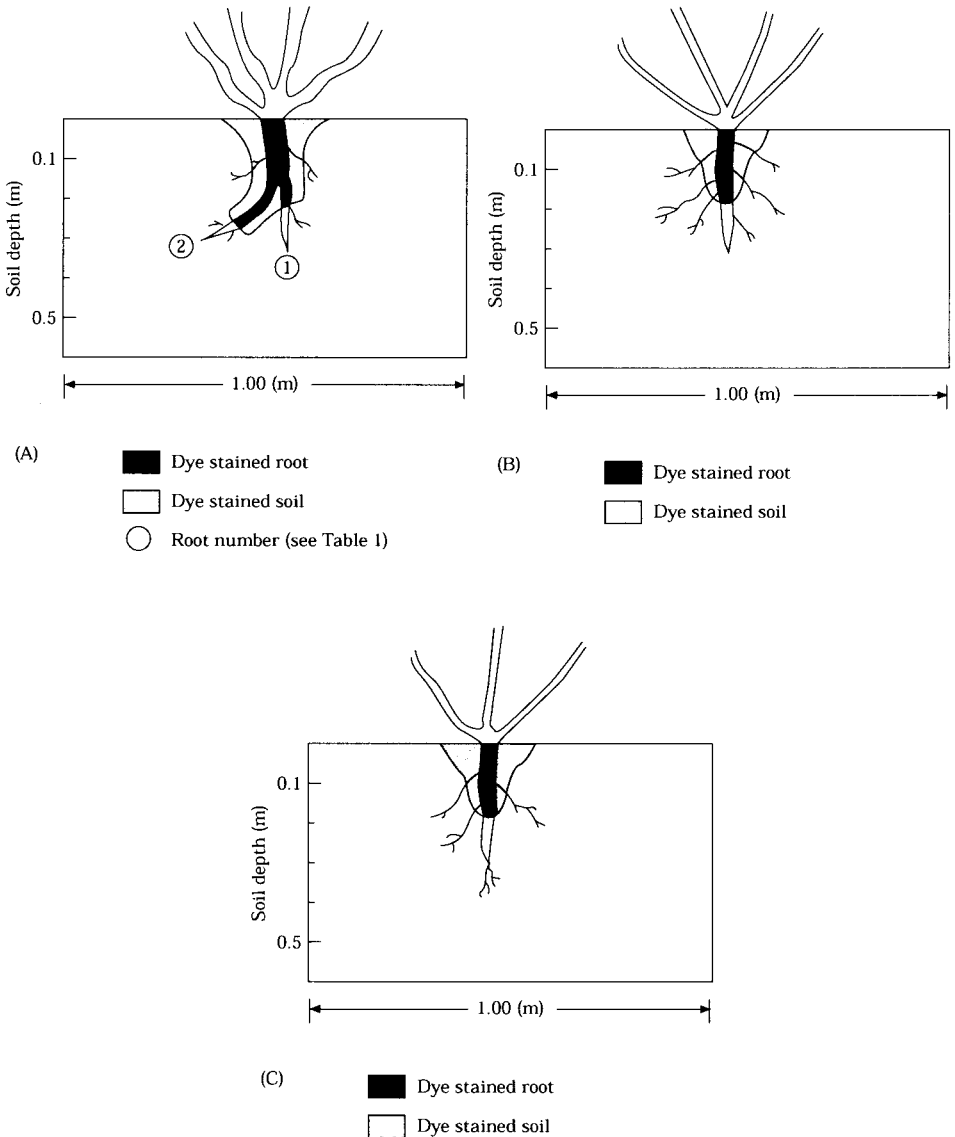 Soil depth (m)
0.1
0.5
2
1
1.00 (m)
(A)
Dye stained root
Dye stained soil
Root number (see Table 1)
Soil depth (m)
0.1
0.5
1.00 (m)
(B)
Dye stained root
Dye stained soil
Soil depth (m)
0.1
0.5
1.00 (m)
(C)
Dye stained root
Dye stained soil